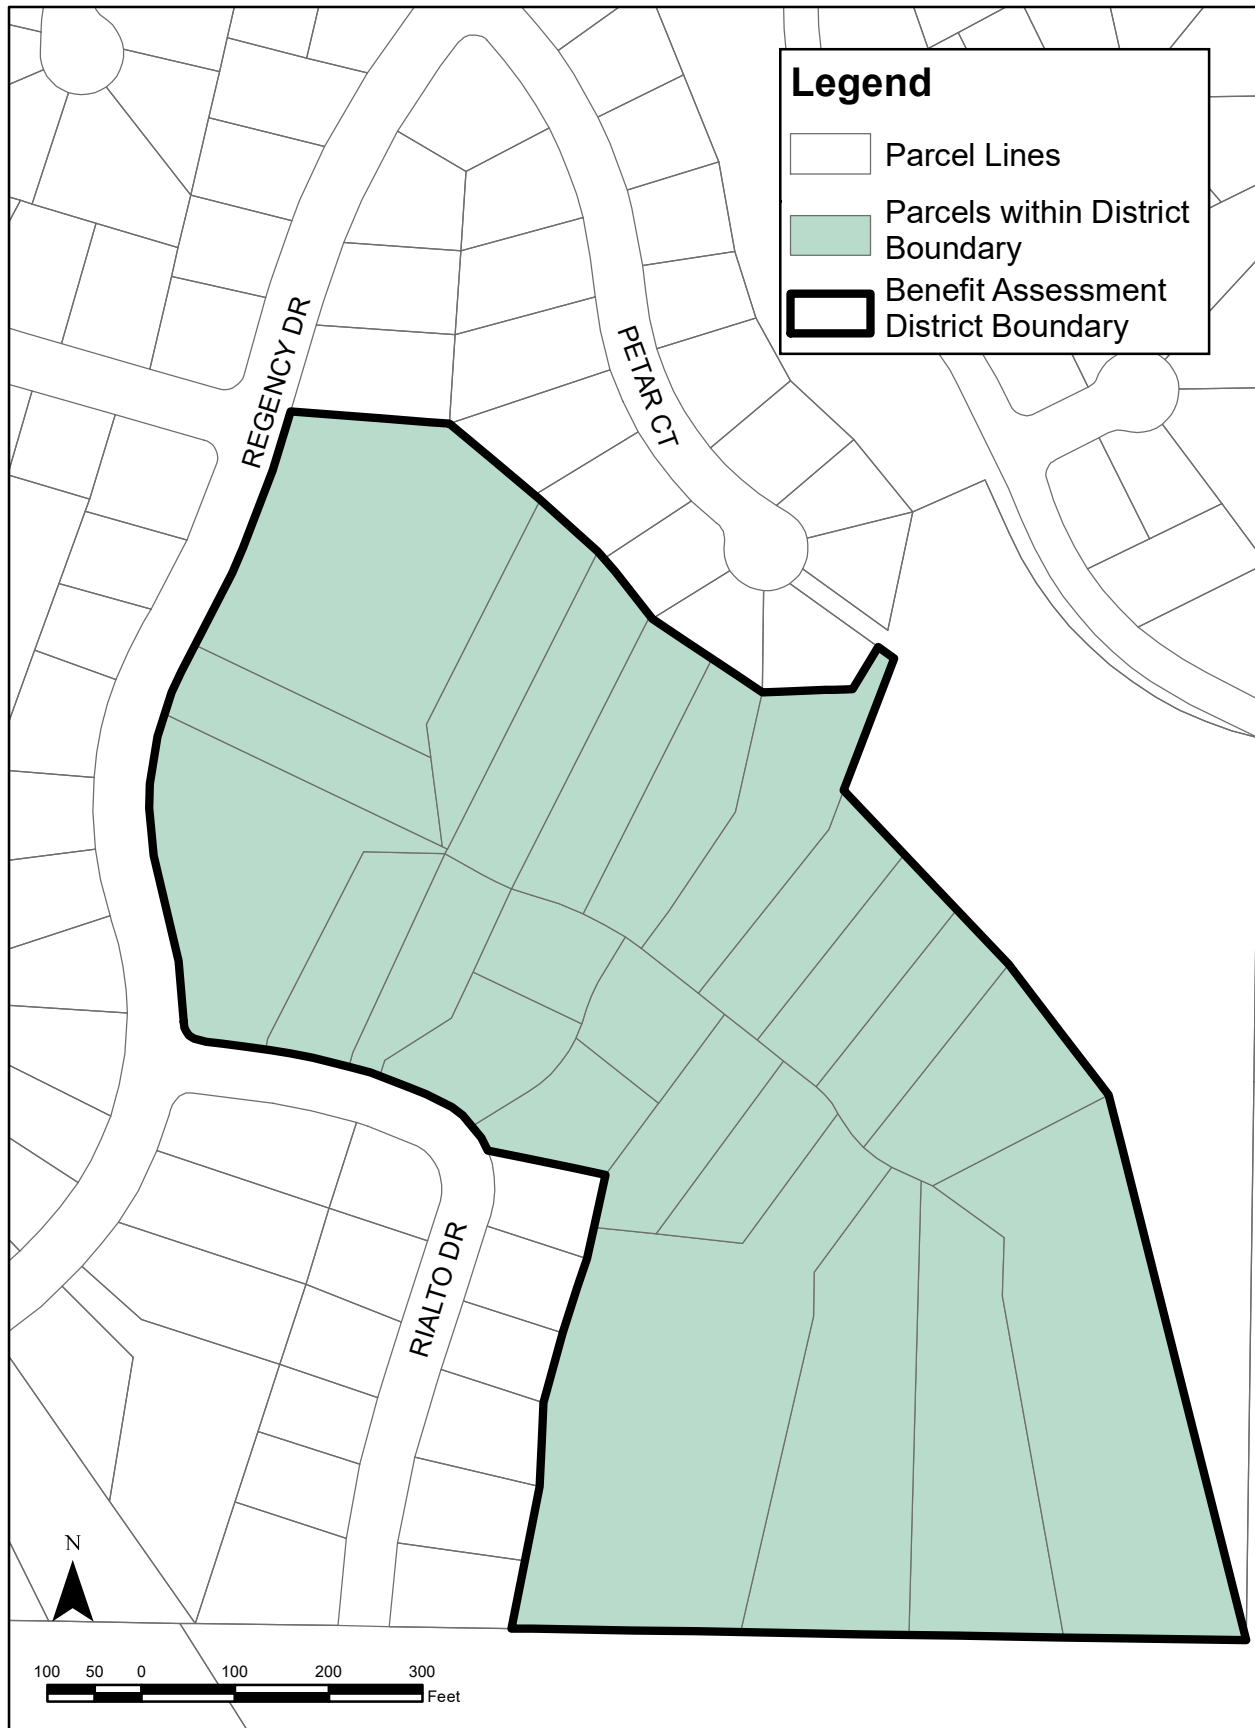 Legend
Parcel Lines
Parcels within District
Boundary
Benefit Assessment
District Boundary
REGENCY DR
PETAR CT
RIALTO DR
N
100 50 0 100 200 300
Feet